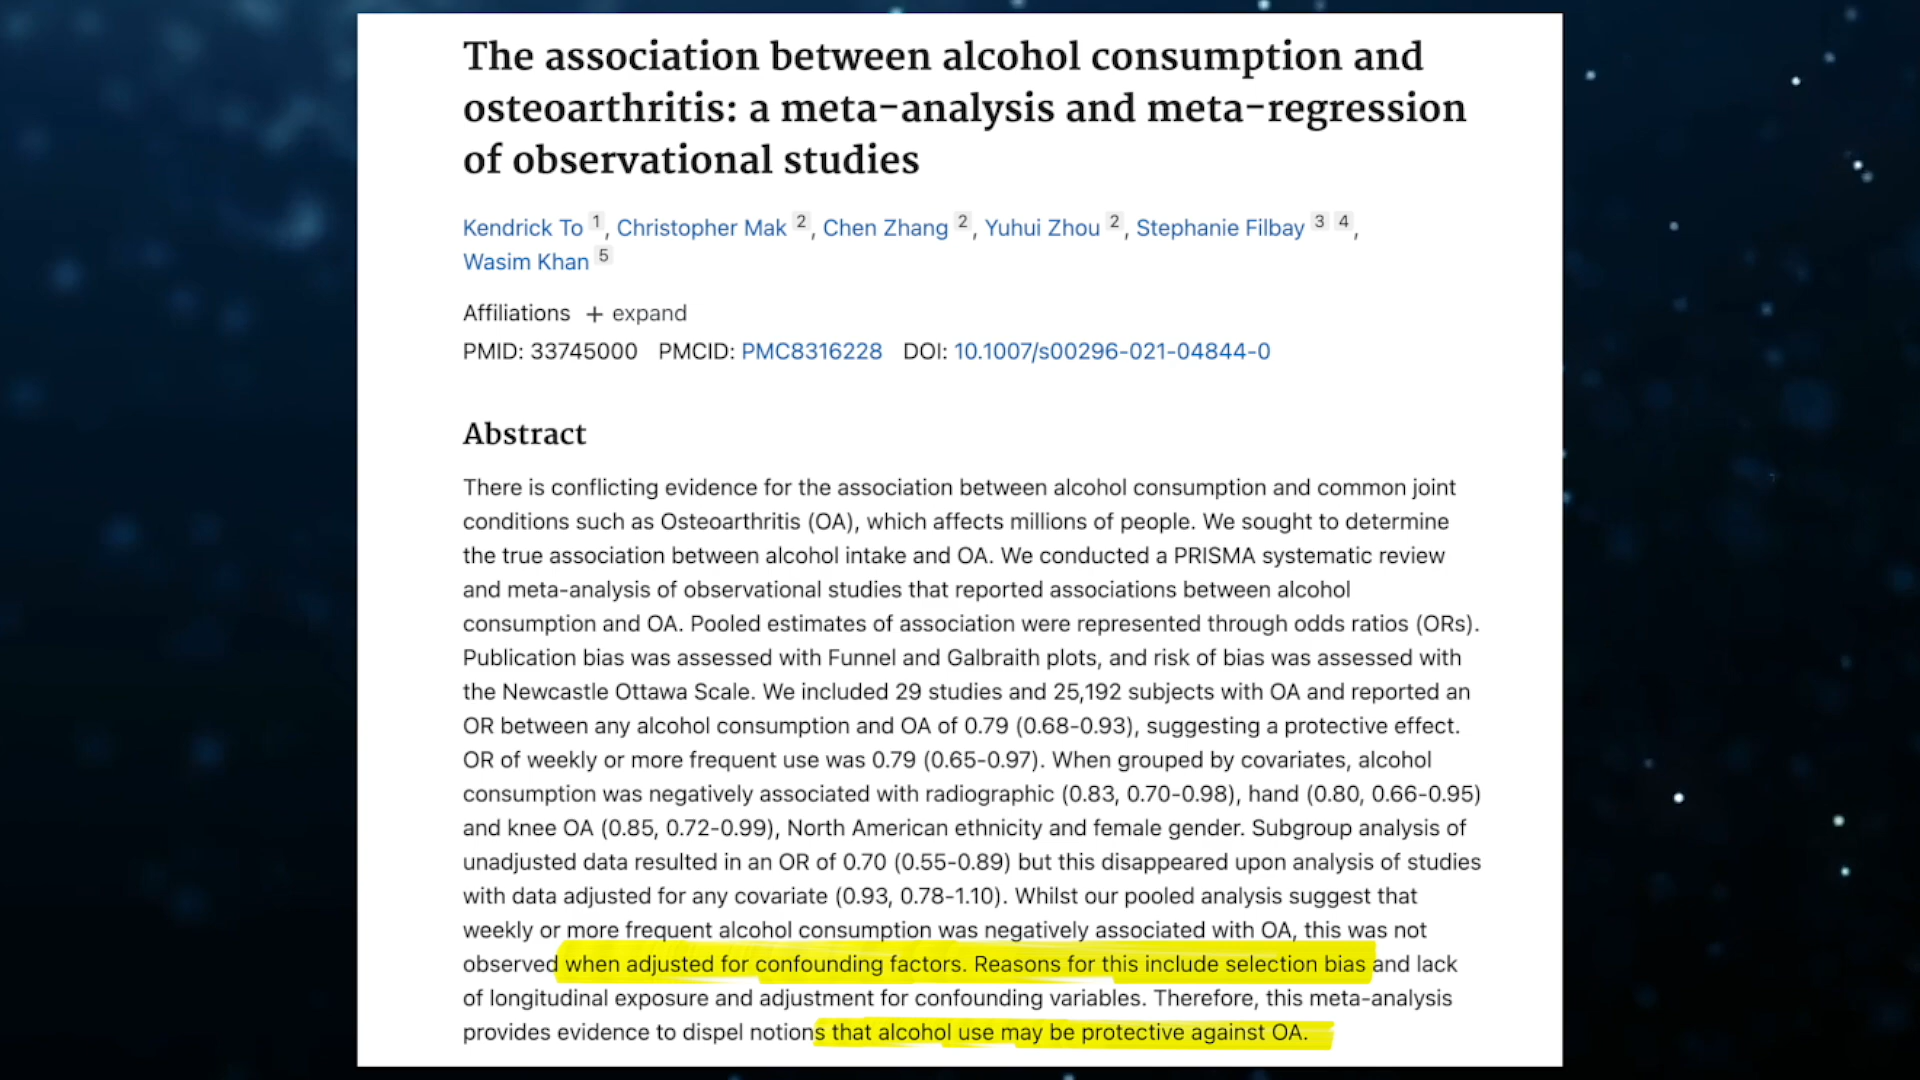 The association between alcohol consumption and
osteoarthritis: a meta-analysis and meta-regression
of observational studies
Kendrick To 1, Christopher Mak 2, Chen Zhang 2, Yuhui Zhou 2, Stephanie Filbay 3 4,
Wasim Khan 5
Affiliations + expand
PMID: 33745000 PMCID: PMC8316228 DOI: 10.1007/s00296-021-04844-0
Abstract
There is conflicting evidence for the association between alcohol consumption and common joint
conditions such as Osteoarthritis (OA), which affects millions of people. We sought to determine
the true association between alcohol intake and OA. We conducted a PRISMA systematic review
and meta-analysis of observational studies that reported associations between alcohol
consumption and OA. Pooled estimates of association were represented through odds ratios (ORs).
Publication bias was assessed with Funnel and Galbraith plots, and risk of bias was assessed with
the Newcastle Ottawa Scale. We included 29 studies and 25,192 subjects with OA and reported an
OR between any alcohol consumption and OA of 0.79 (0.68-0.93), suggesting a protective effect.
OR of weekly or more frequent use was 0.79 (0.65-0.97). When grouped by covariates, alcohol
consumption was negatively associated with radiographic (0.83, 0.70-0.98), hand (0.80, 0.66-0.95)
and knee OA (0.85, 0.72-0.99), North American ethnicity and female gender. Subgroup analysis of
unadjusted data resulted in an OR of 0.70 (0.55-0.89) but this disappeared upon analysis of studies
with data adjusted for any covariate (0.93, 0.78-1.10). Whilst our pooled analysis suggest that
weekly or more frequent alcohol consumption was negatively associated with OA, this was not
observed when adjusted for confounding factors. Reasons for this include selection bias and lack
of longitudinal exposure and adjustment for confounding variables. Therefore, this meta-analysis
provides evidence to dispel notions that alcohol use may be protective against OA.